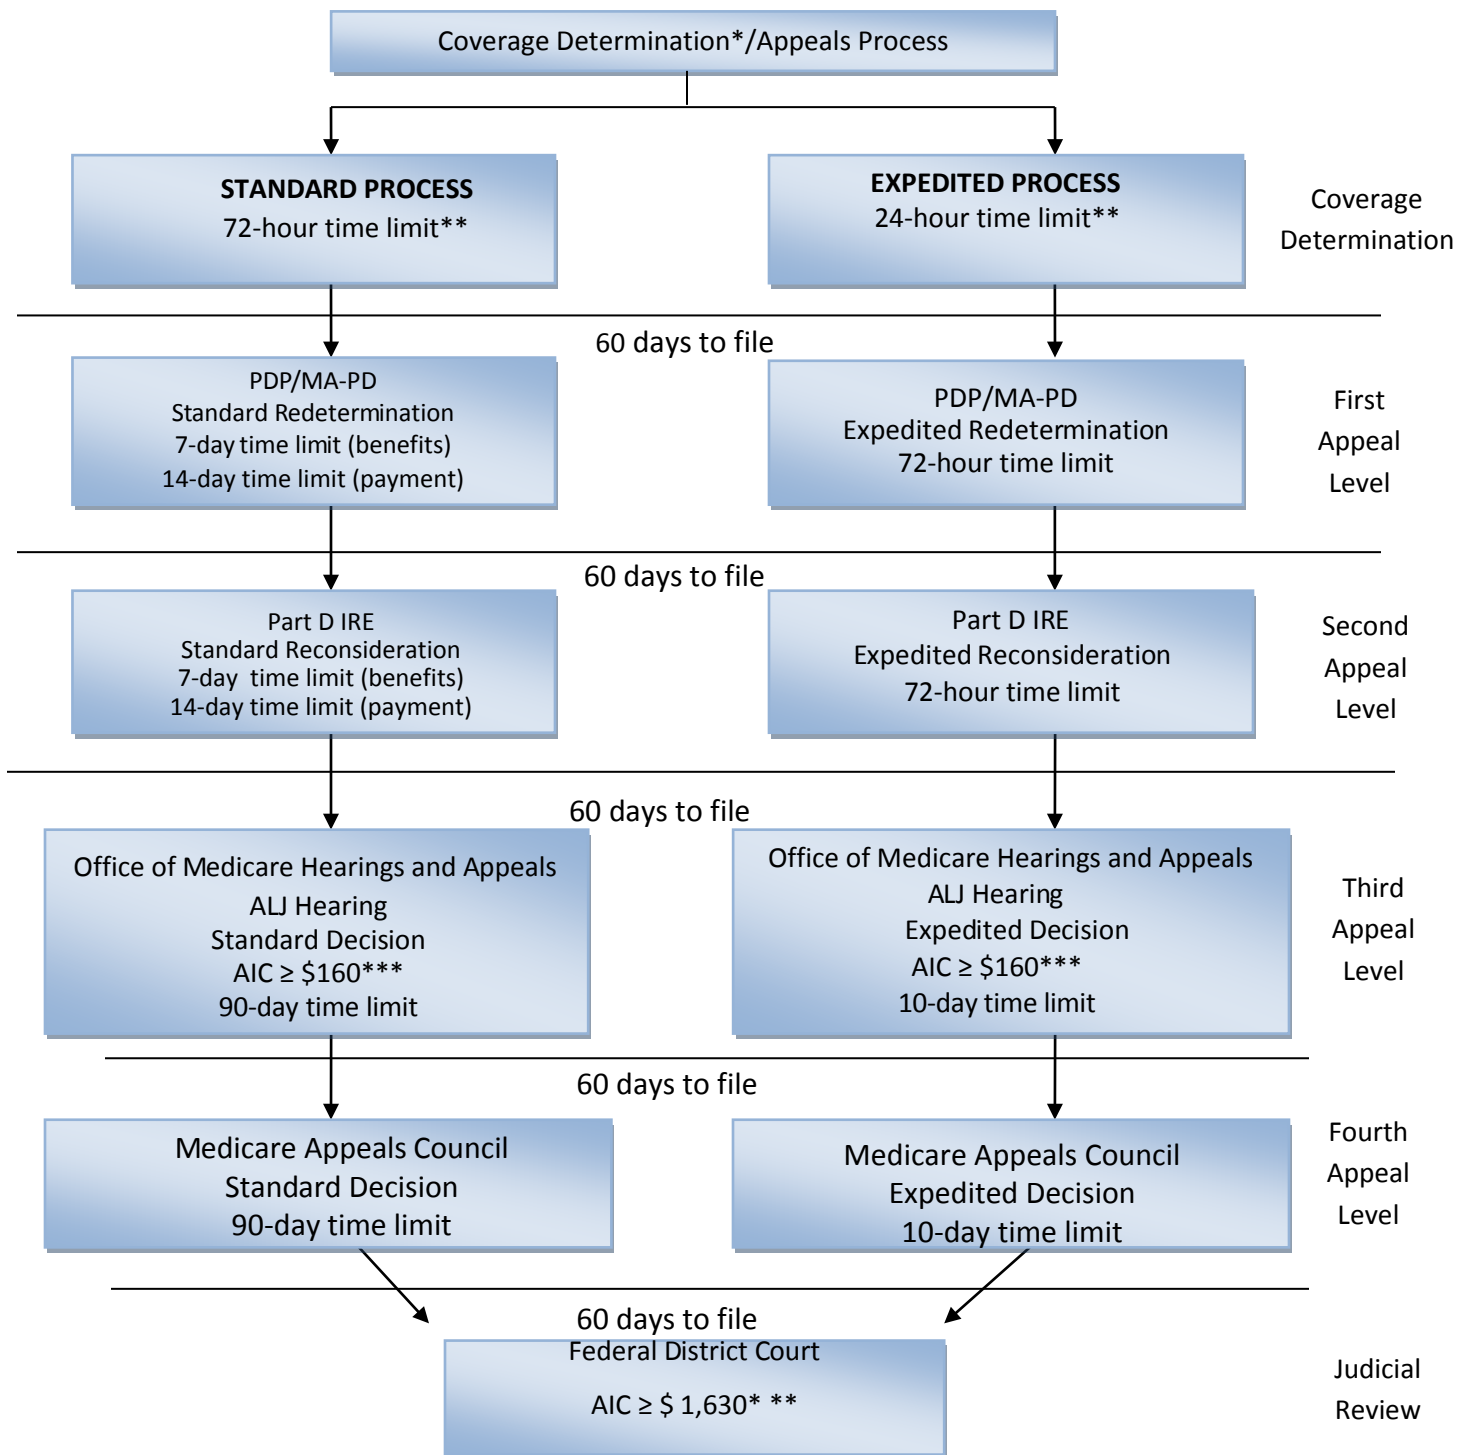 Coverage Determination*/Appeals Process
STANDARD PROCESS
72-hour time limit**
EXPEDITED PROCESS
24-hour time limit**
Coverage
Determination
60 days to file
PDP/MA-PD
Standard Redetermination
7-day time limit (benefits)
14-day time limit (payment)
PDP/MA-PD
Expedited Redetermination
72-hour time limit
First
Appeal
Level
60 days to file
Part D IRE
Standard Reconsideration
7-day time limit (benefits)
14-day time limit (payment)
Part D IRE
Expedited Reconsideration
72-hour time limit
Second
Appeal
Level
60 days to file
Office of Medicare Hearings and Appeals
ALJ Hearing
Standard Decision
AIC ≥ $160***
90-day time limit
Office of Medicare Hearings and Appeals
ALJ Hearing
Expedited Decision
AIC ≥ $160***
10-day time limit
Third
Appeal
Level
60 days to file
Medicare Appeals Council
Standard Decision
90-day time limit
Medicare Appeals Council
Expedited Decision
10-day time limit
Fourth
Appeal
Level
60 days to file
Federal District Court
AIC ≥ $ 1,630* **
Judicial
Review